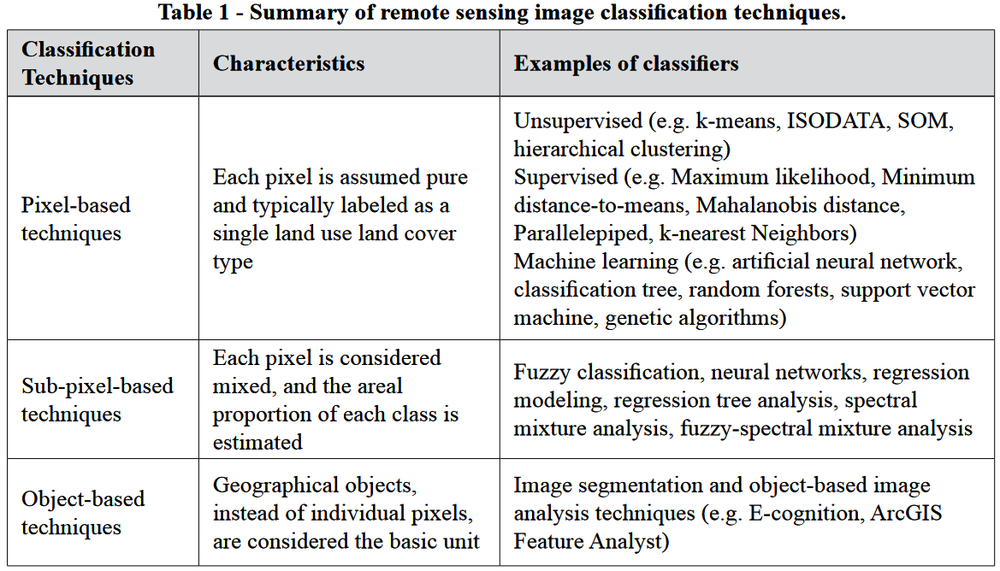 Table 1 - Summary of remote sensing image classification techniques.
Classification
Techniques
Characteristics
Examples of classifiers
Pixel-based
techniques
Each pixel is assumed pure
and typically labeled as a
single land use land cover
type
Unsupervised (e.g. k-means, ISODATA, SOM,
hierarchical clustering)
Supervised (e.g. Maximum likelihood, Minimum
distance-to-means, Mahalanobis distance,
Parallelepiped, k-nearest Neighbors)
Machine learning (e.g. artificial neural network,
classification tree, random forests, support vector
machine, genetic algorithms)
Sub-pixel-based
techniques
Each pixel is considered
mixed, and the areal
proportion of each class is
estimated
Fuzzy classification, neural networks, regression
modeling, regression tree analysis, spectral
mixture analysis, fuzzy-spectral mixture analysis
Object-based
techniques
Geographical objects,
instead of individual pixels,
are considered the basic unit
Image segmentation and object-based image
analysis techniques (e.g. E-cognition, ArcGIS
Feature Analyst)